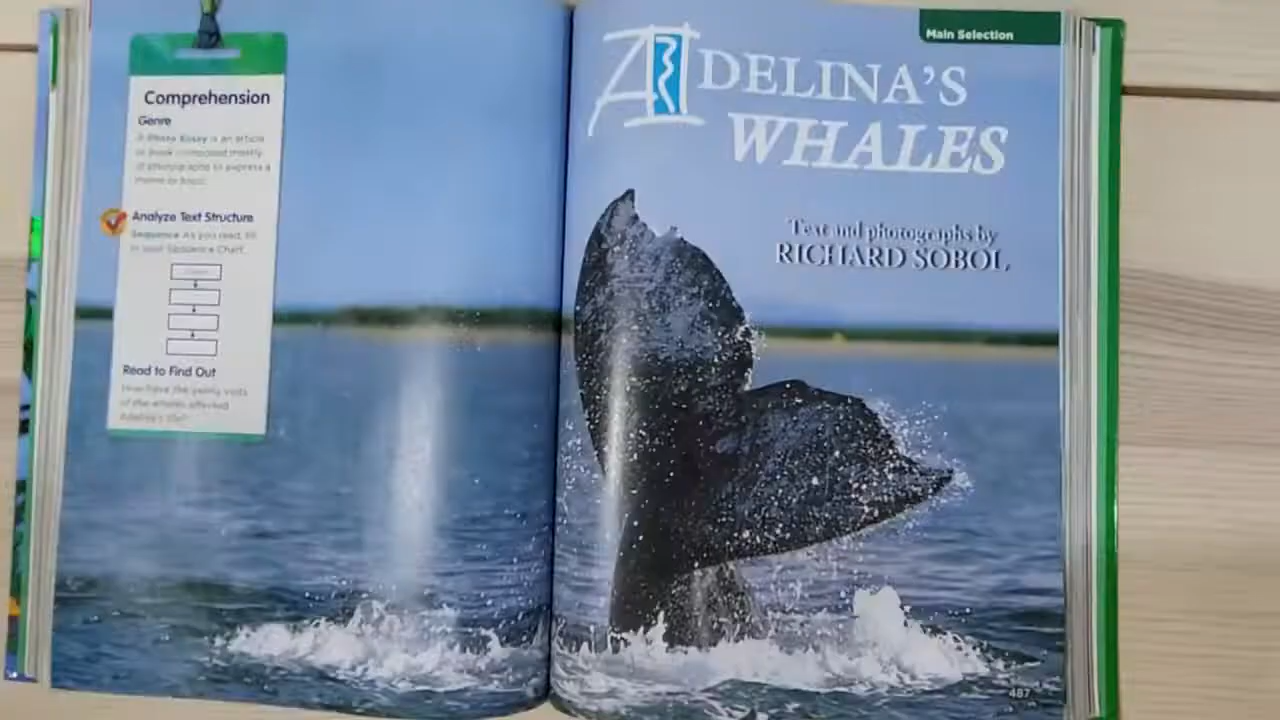 Comprehension
Genre
A Photo Essay is an article
or book composed mostly
of photographs to express a
theme or topic.
Analyze Text Structure
Sequence As you read, fill
in your Sequence Chart.
Read to Find Out
How have the yearly visits
of the whales affected
Adelina's life?
Main Selection
ADELINA'S
WHALES
Text and photographs by
RICHARD SOBOL
487